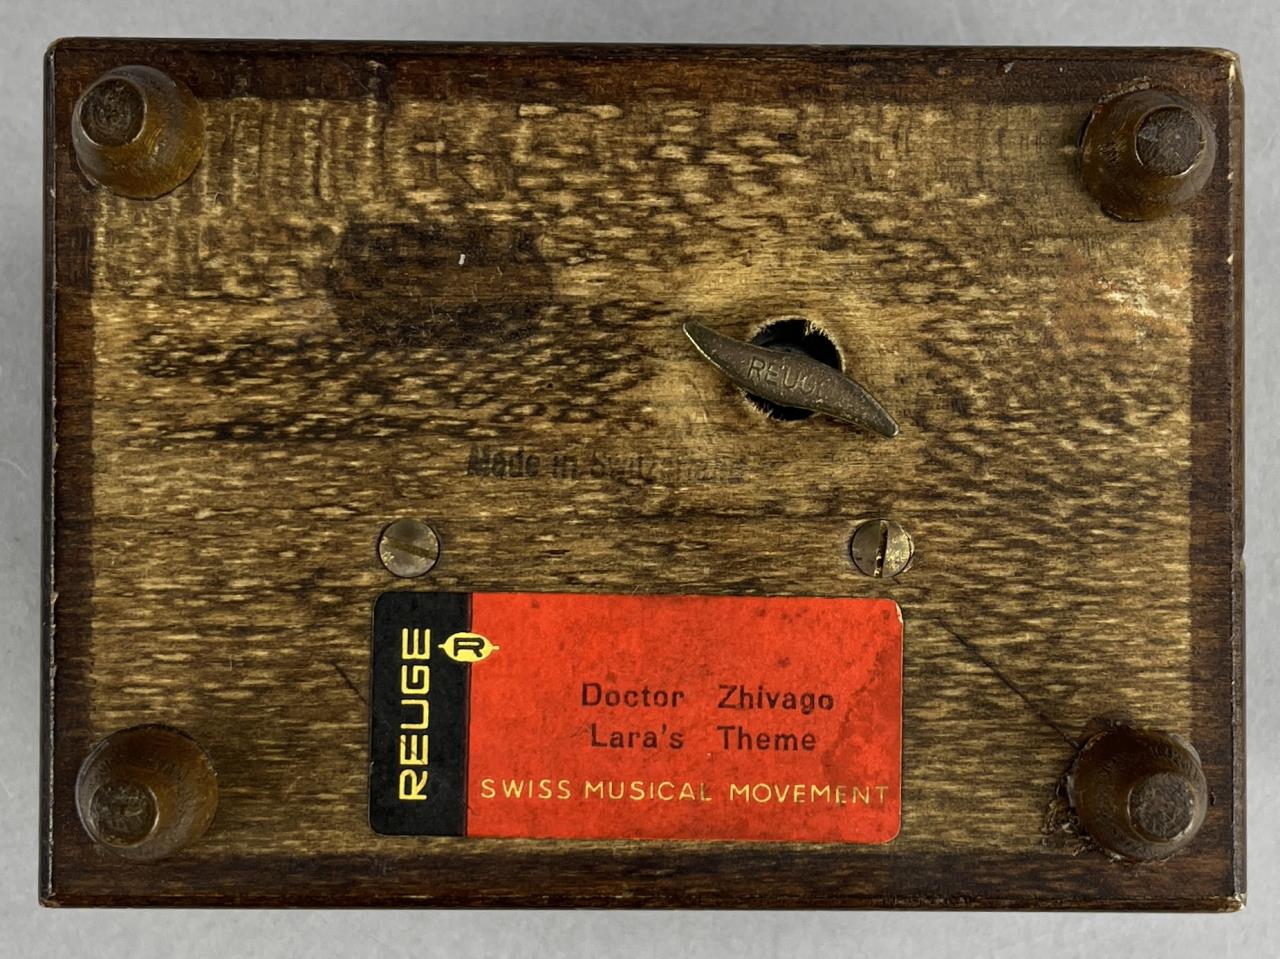 REUGE
Made in Switzerland
REUGE
R
Doctor Zhivago
Lara's Theme
SWISS MUSICAL MOVEMENT